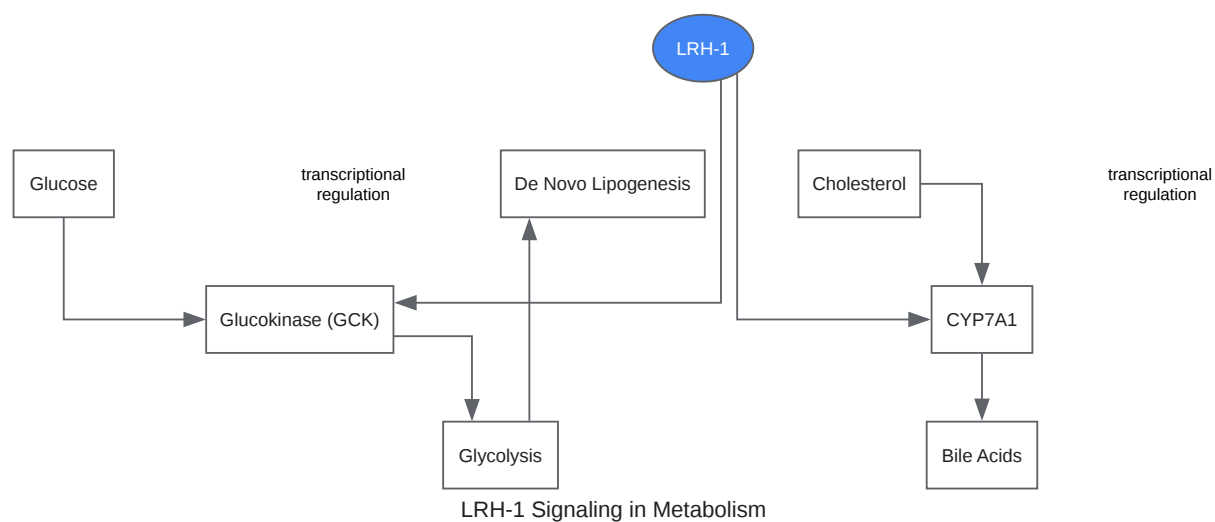 LRH-1
Glucose
transcriptional
regulation
De Novo Lipogenesis
Cholesterol
transcriptional
regulation
Glucokinase (GCK)
CYP7A1
Glycolysis
Bile Acids
LRH-1 Signaling in Metabolism